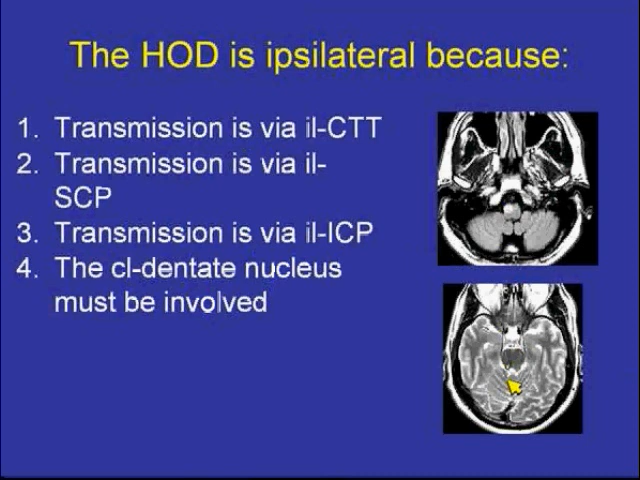 The HOD is ipsilateral because:
1. Transmission is via il-CTT
2. Transmission is via il-
SCP
3. Transmission is via il-ICP
4. The cl-dentate nucleus
must be involved